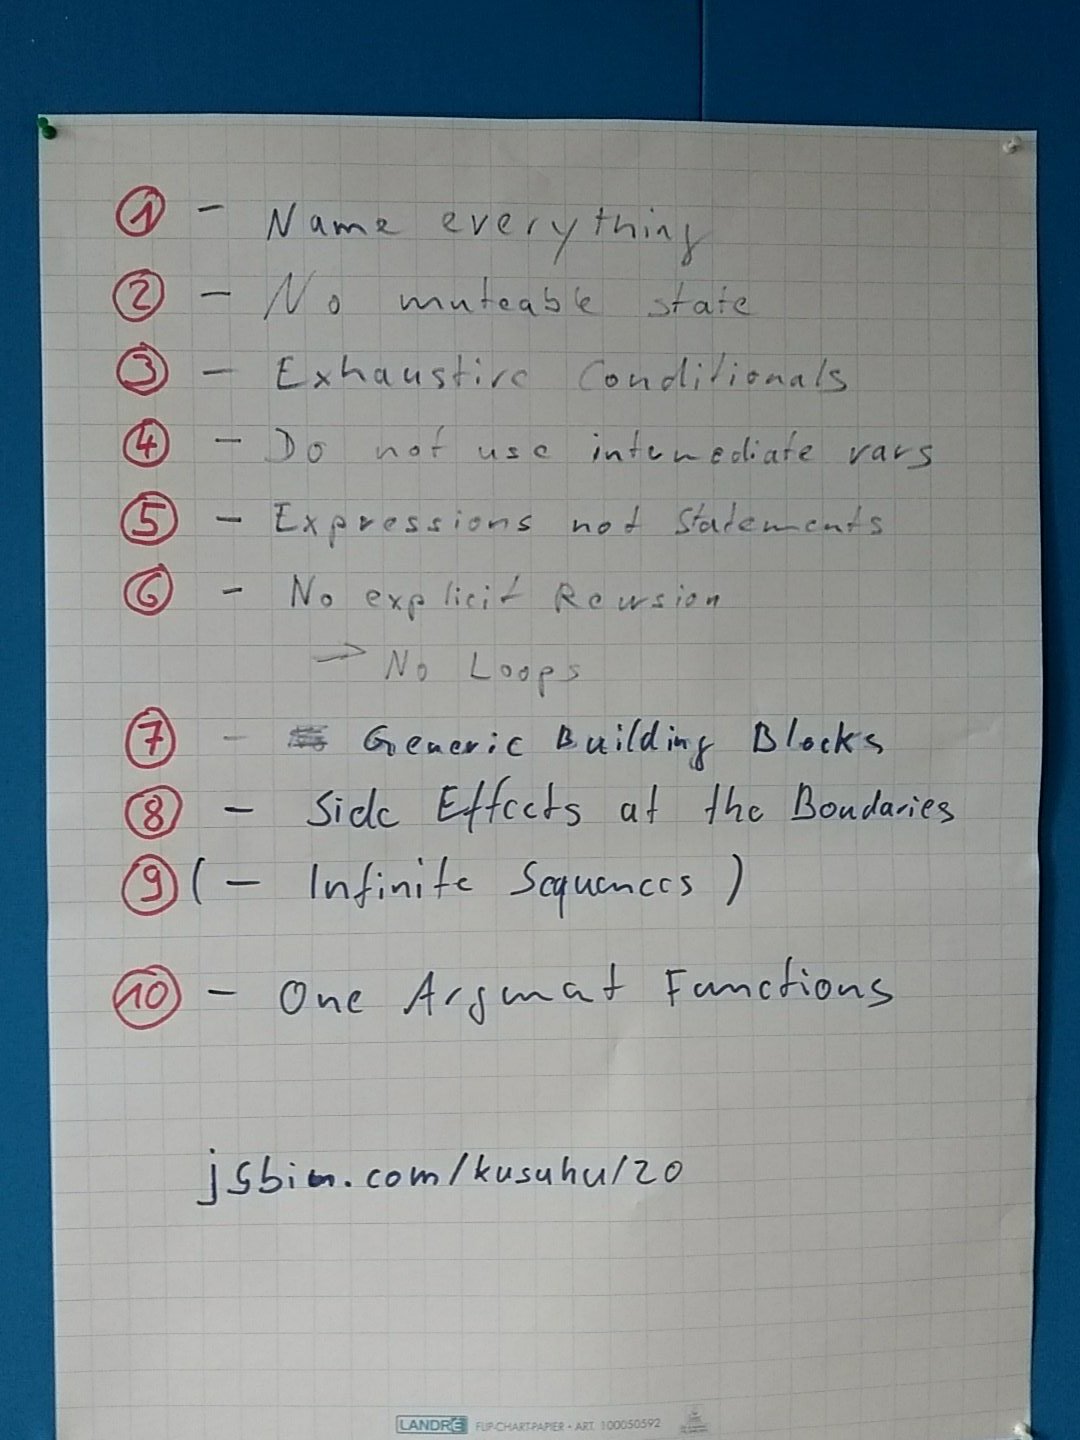 1 - Name everything
2 - No muteable state
3 - Exhaustive Conditionals
4 - Do not use intermediate vars
5 - Expressions not Statements
6 - No explicit Recursion
→ No Loops
7 - Generic Building Blocks
8 - Side Effects at the Boundaries
9 (- Infinite Sequences)
10 - One Argument Functions
jsbin.com/kusuhu/20
LANDRÉ FLIP-CHART-PAPIER • ART. 100050592